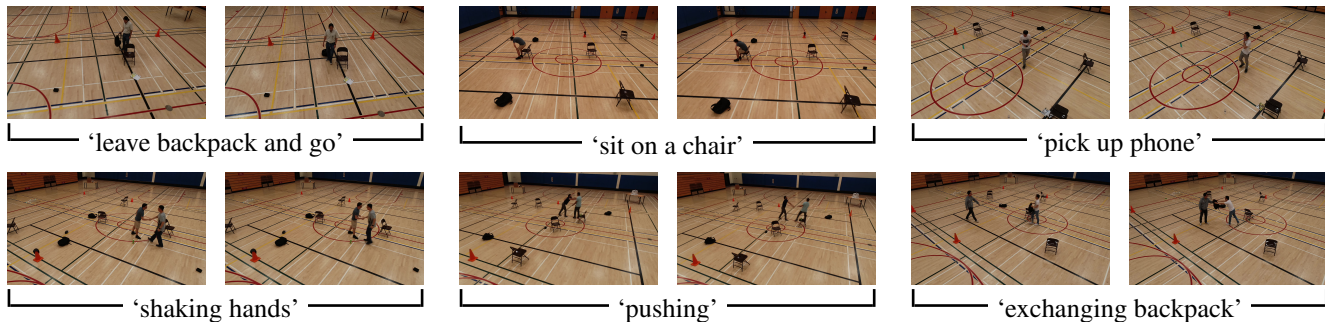 ‘leave backpack and go’
‘sit on a chair’
‘pick up phone’
‘shaking hands’
‘pushing’
‘exchanging backpack’